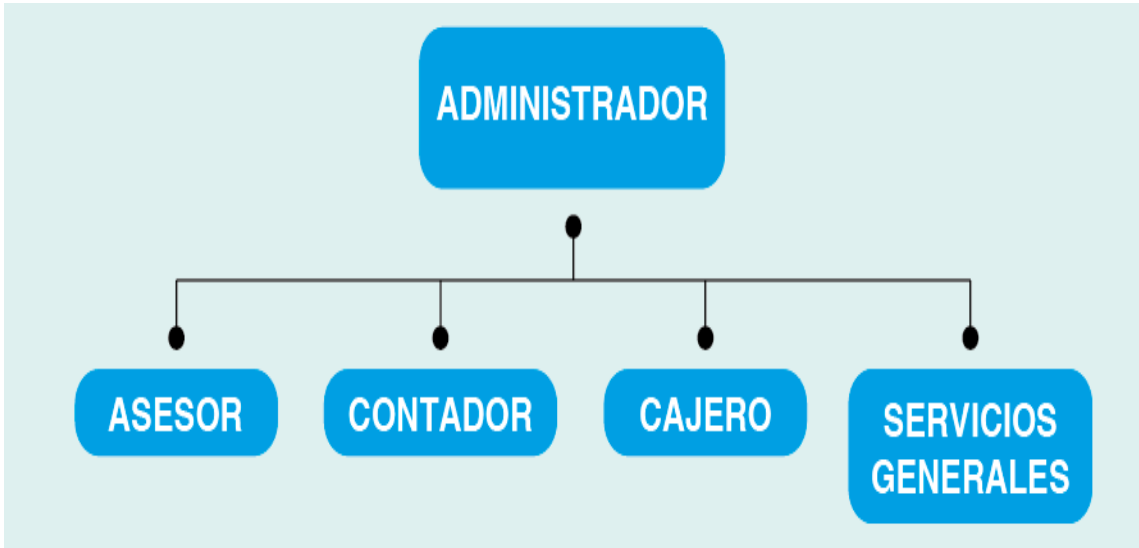 ADMINISTRADOR
ASESOR
CONTADOR
CAJERO
SERVICIOS
GENERALES